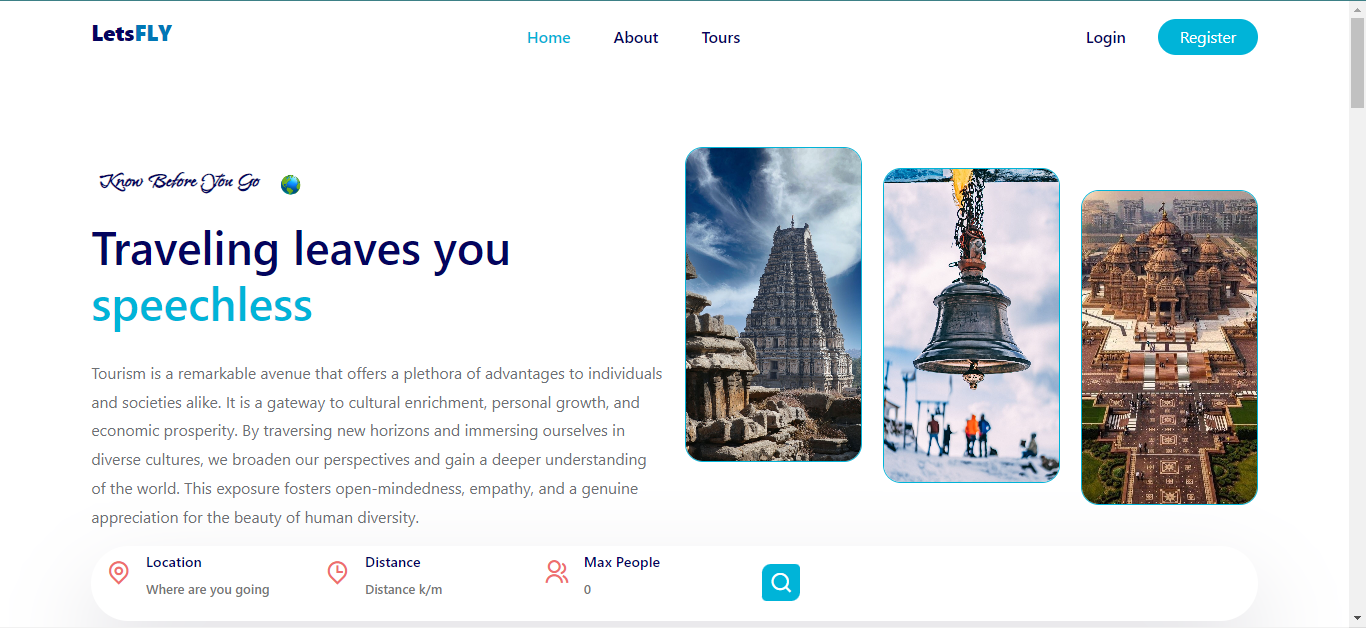 LetsFLY
Home
About
Tours
Login
Register
Know Before You Go
Traveling leaves you
speechless
Tourism is a remarkable avenue that offers a plethora of advantages to individuals
and societies alike. It is a gateway to cultural enrichment, personal growth, and
economic prosperity. By traversing new horizons and immersing ourselves in
diverse cultures, we broaden our perspectives and gain a deeper understanding
of the world. This exposure fosters open-mindedness, empathy, and a genuine
appreciation for the beauty of human diversity.
Location
Where are you going
Distance
Distance k/m
Max People
0